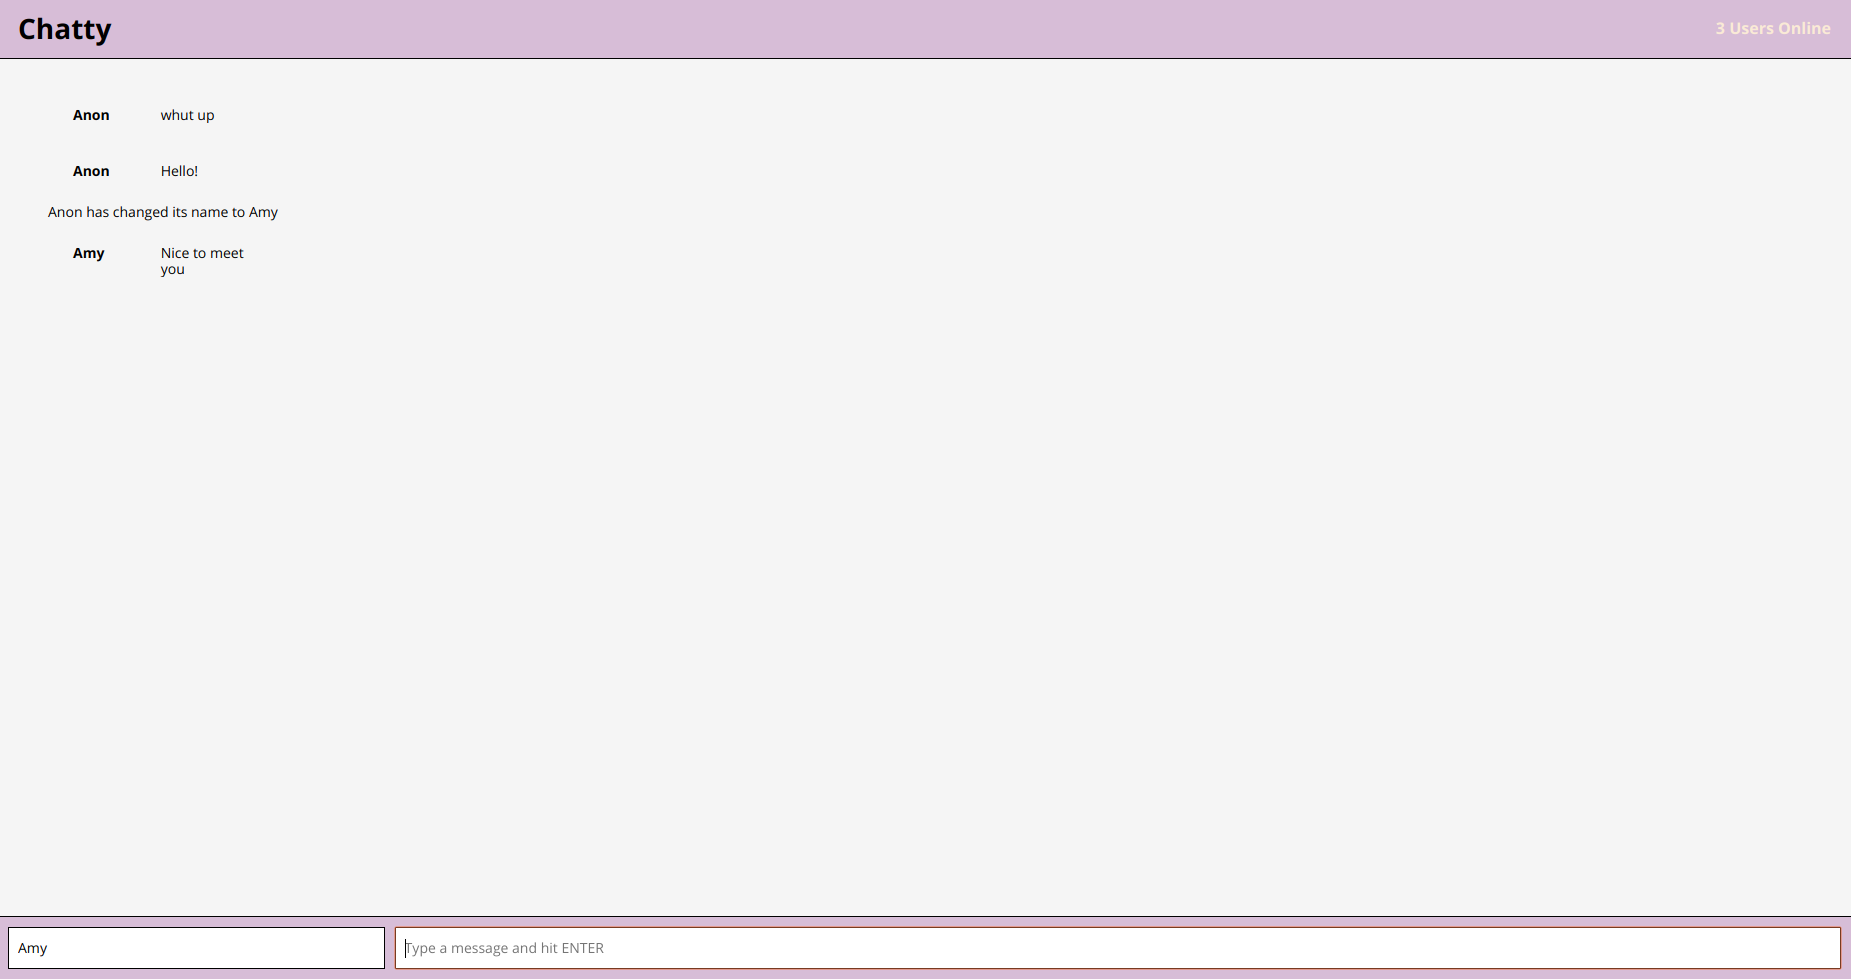 Chatty
3 Users Online
Anon whut up
Anon Hello!
Anon has changed its name to Amy
Amy Nice to meet
you
Amy
Type a message and hit ENTER